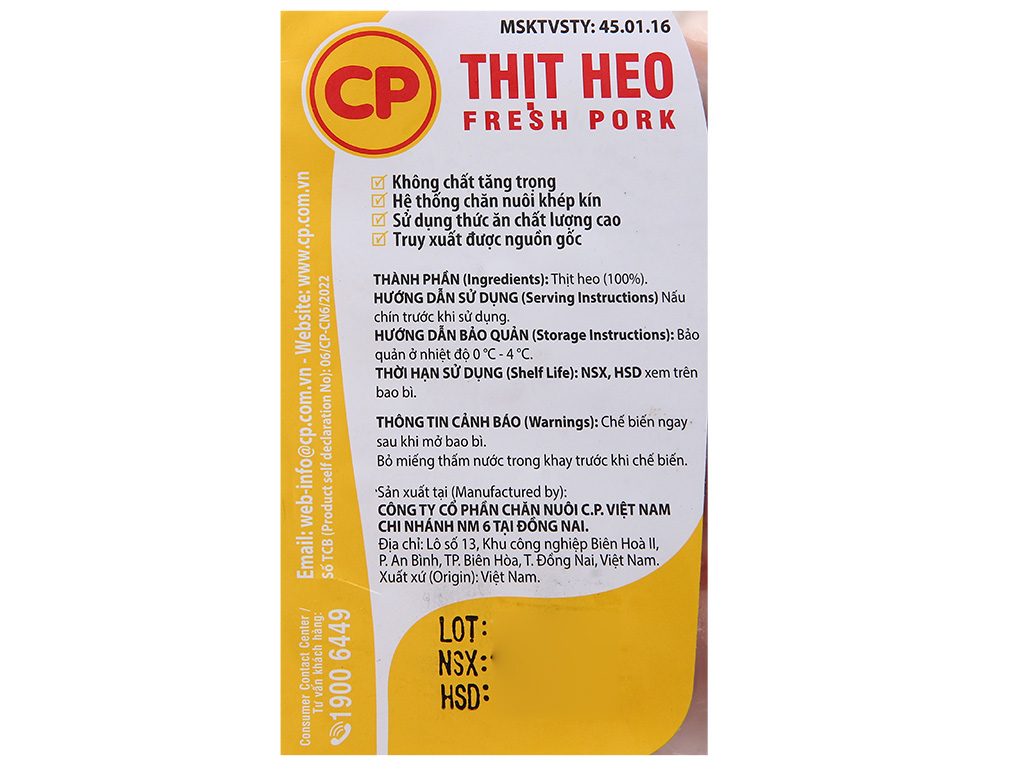 MSKTVSTY: 45.01.16
CP
THỊT HEO
FRESH PORK
Không chất tăng trọng
Hệ thống chăn nuôi khép kín
Sử dụng thức ăn chất lượng cao
Truy xuất được nguồn gốc
THÀNH PHẦN (Ingredients): Thịt heo (100%).
HƯỚNG DẪN SỬ DỤNG (Serving Instructions) Nấu
chín trước khi sử dụng.
HƯỚNG DẪN BẢO QUẢN (Storage Instructions): Bảo
quản ở nhiệt độ 0 °C - 4 °C.
THỜI HẠN SỬ DỤNG (Shelf Life): NSX, HSD xem trên
bao bì.
THÔNG TIN CẢNH BÁO (Warnings): Chế biến ngay
sau khi mở bao bì.
Bỏ miếng thấm nước trong khay trước khi chế biến.
Sản xuất tại (Manufactured by):
CÔNG TY CỔ PHẦN CHĂN NUÔI C.P. VIỆT NAM
CHI NHÁNH NM 6 TẠI ĐỒNG NAI.
Địa chỉ: Lô số 13, Khu công nghiệp Biên Hoà II,
P. An Bình, TP. Biên Hòa, T. Đồng Nai, Việt Nam.
Xuất xứ (Origin): Việt Nam.
LOT:
NSX:
HSD:
Email: web-info@cp.com.vn - Website: www.cp.com.vn
Số TCB (Product self declaration No): 06/CP-CN6/2022
Consumer Contact Center /
Tư vấn khách hàng:
1900 6449